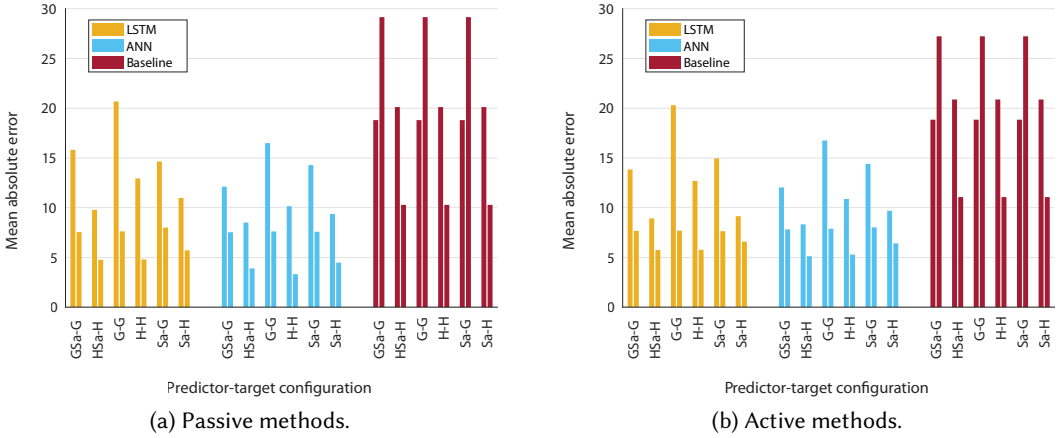 30
25
20
15
10
5
0
Mean absolute error
LSTM
ANN
Baseline
GSa-G
HSa-H
G-G
H-H
Sa-G
Sa-H
GSa-G
HSa-H
G-G
H-H
Sa-G
Sa-H
GSa-G
HSa-H
G-G
H-H
Sa-G
Sa-H
Predictor-target configuration
(a) Passive methods.
30
25
20
15
10
5
0
Mean absolute error
LSTM
ANN
Baseline
GSa-G
HSa-H
G-G
H-H
Sa-G
Sa-H
GSa-G
HSa-H
G-G
H-H
Sa-G
Sa-H
GSa-G
HSa-H
G-G
H-H
Sa-G
Sa-H
Predictor-target configuration
(b) Active methods.